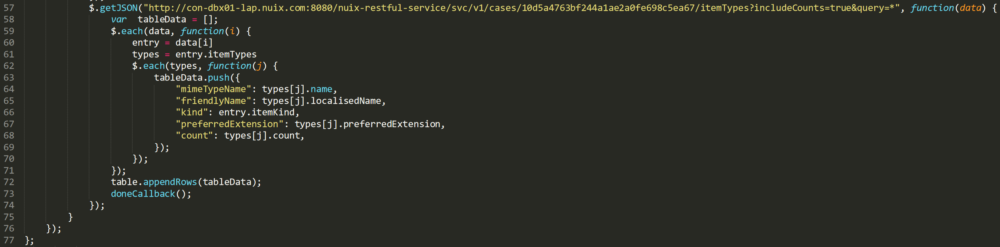 57 $.getJSON("http://con-dbx01-lap.nuix.com:8080/nuix-restful-service/svc/v1/cases/10d5a4763bf244a1ae2a0fe698c5ea67/itemTypes?includeCounts=true&query=*", function(data) {
58 var  tableData = [];
59 $.each(data, function(i) {
60 entry = data[i]
61 types = entry.itemTypes
62 $.each(types, function(j) {
63 tableData.push({
64 "mimeTypeName": types[j].name,
65 "friendlyName": types[j].localisedName,
66 "kind": entry.itemKind,
67 "preferredExtension": types[j].preferredExtension,
68 "count": types[j].count,
69 });
70 });
71 });
72 table.appendRows(tableData);
73 doneCallback();
74 });
75 }
76 });
77 };